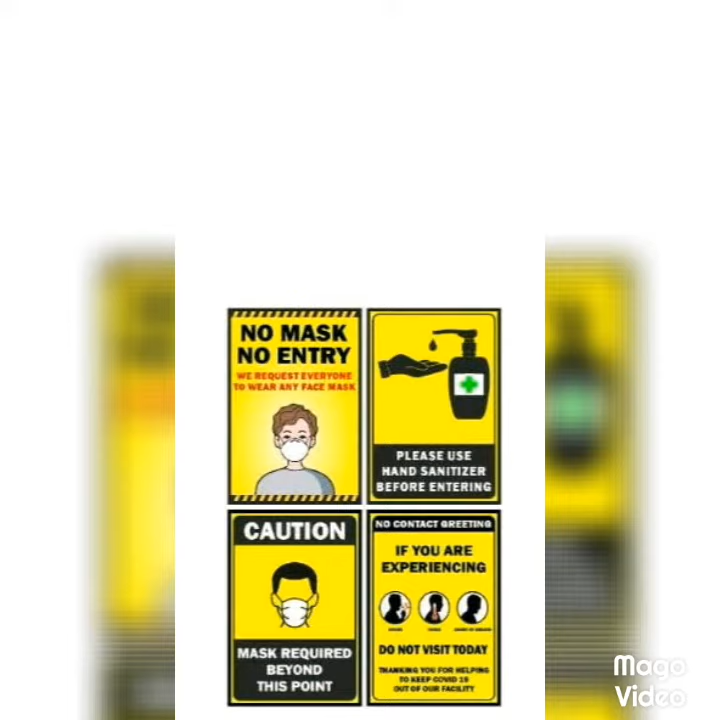 NO MASK
NO ENTRY
WE REQUEST EVERYONE
TO WEAR ANY FACE MASK
PLEASE USE
HAND SANITIZER
BEFORE ENTERING
CAUTION
MASK REQUIRED
BEYOND
THIS POINT
NO CONTACT GREETING
IF YOU ARE
EXPERIENCING
DO NOT VISIT TODAY
THANKING YOU FOR HELPING
TO KEEP COVID 19
OUT OF OUR FACILITY
Mago
Video